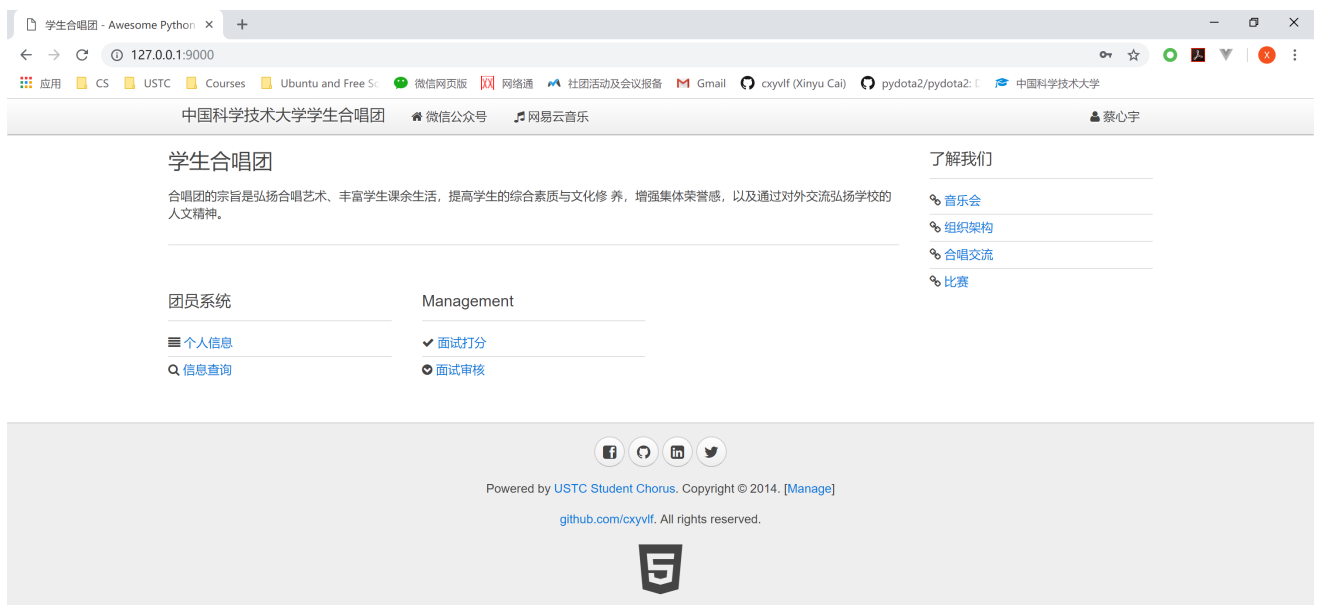 学生合唱团 - Awesome Python
127.0.0.1:9000
应用 CS USTC Courses Ubuntu and Free Sc 微信网页版 网络通 社团活动及会议报备 Gmail cxyvlf (Xinyu Cai) pydota2/pydota2: 中国科学技术大学
中国科学技术大学学生合唱团 微信公众号 网易云音乐 蔡心宇
学生合唱团
合唱团的宗旨是弘扬合唱艺术、丰富学生课余生活，提高学生的综合素质与文化修 养，增强集体荣誉感，以及通过对外交流弘扬学校的
人文精神。
了解我们
音乐会
组织架构
合唱交流
比赛
团员系统
个人信息
信息查询
Management
面试打分
面试审核
Powered by USTC Student Chorus. Copyright © 2014. [Manage]
github.com/cxyvlf. All rights reserved.
5